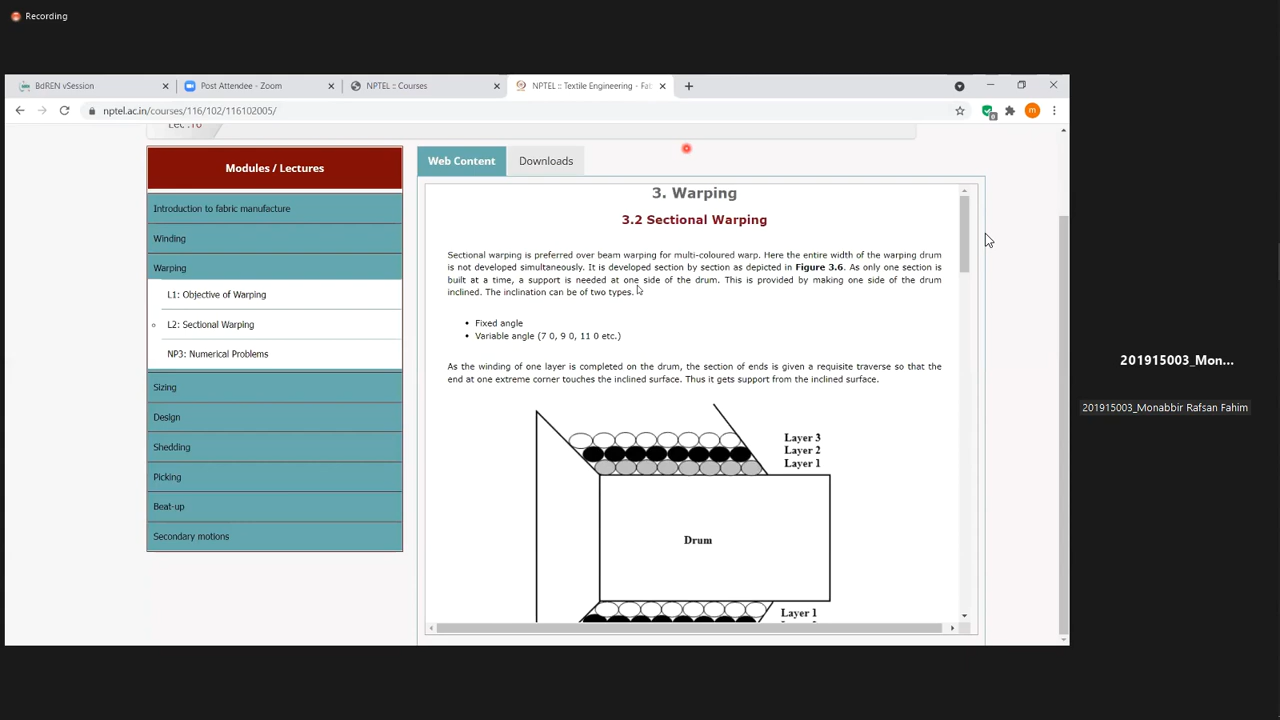 Recording
BdREN vSession
Post Attendee - Zoom
NPTEL :: Courses
NPTEL :: Textile Engineering - Fab
nptel.ac.in/courses/116/102/116102005/
m
Modules / Lectures
Introduction to fabric manufacture
Winding
Warping
L1: Objective of Warping
L2: Sectional Warping
NP3: Numerical Problems
Sizing
Design
Shedding
Picking
Beat-up
Secondary motions
Web Content
Downloads
3. Warping
3.2 Sectional Warping
Sectional warping is preferred over beam warping for multi-coloured warp. Here the entire width of the warping drum
is not developed simultaneously. It is developed section by section as depicted in Figure 3.6. As only one section is
built at a time, a support is needed at one side of the drum. This is provided by making one side of the drum
inclined. The inclination can be of two types.
Fixed angle
Variable angle (7 0, 9 0, 11 0 etc.)
As the winding of one layer is completed on the drum, the section of ends is given a requisite traverse so that the
end at one extreme corner touches the inclined surface. Thus it gets support from the inclined surface.
Layer 3
Layer 2
Layer 1
Drum
Layer 1
201915003_Mon...
201915003_Monabbir Rafsan Fahim